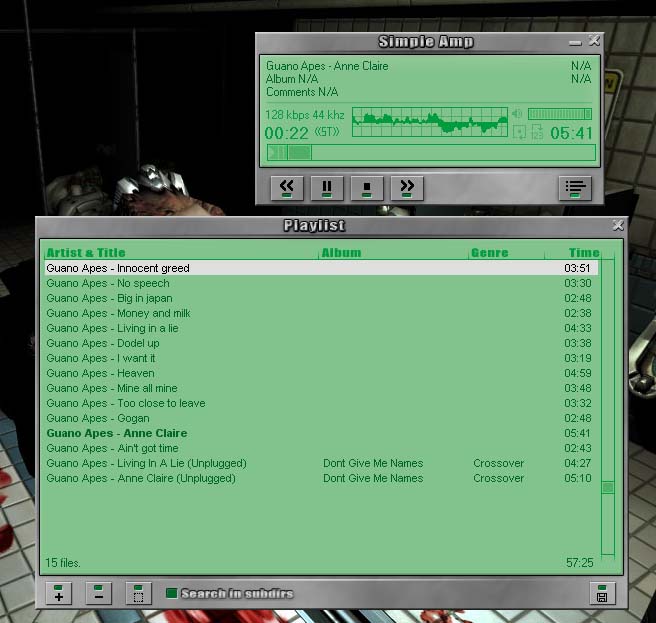 Simple Amp
Guano Apes - Anne Claire N/A
Album N/A N/A
Comments N/A
128 kbps 44 khz
00:22 ((ST)) 123 05:41
Playlist
Artist & Title Album Genre Time
Guano Apes - Innocent greed 03:51
Guano Apes - No speech 03:30
Guano Apes - Big in japan 02:48
Guano Apes - Money and milk 02:38
Guano Apes - Living in a lie 04:33
Guano Apes - Dodel up 03:38
Guano Apes - I want it 03:19
Guano Apes - Heaven 04:59
Guano Apes - Mine all mine 03:48
Guano Apes - Too close to leave 03:32
Guano Apes - Gogan 02:48
Guano Apes - Anne Claire 05:41
Guano Apes - Ain't got time 02:43
Guano Apes - Living In A Lie (Unplugged) Dont Give Me Names Crossover 04:27
Guano Apes - Anne Claire (Unplugged) Dont Give Me Names Crossover 05:10
15 files. 57:25
Search in subdirs